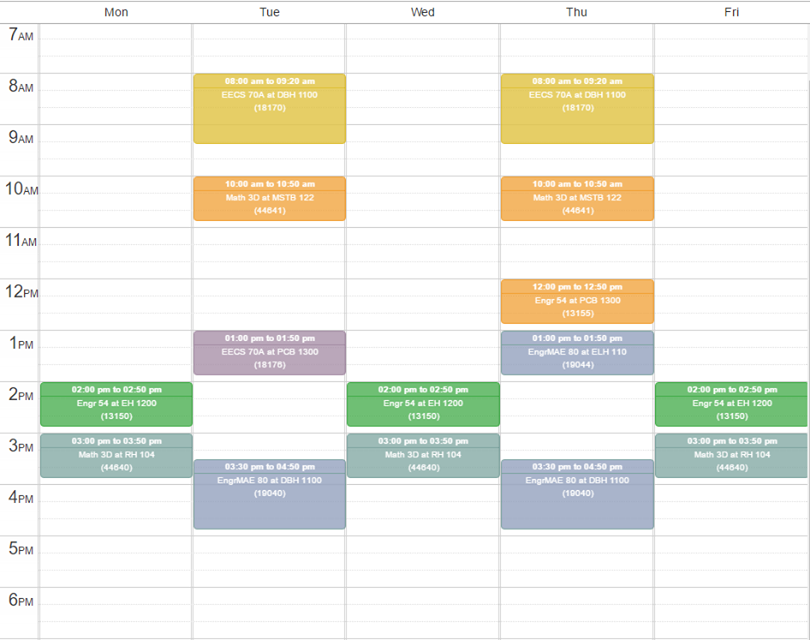 Mon Tue Wed Thu Fri
7AM
8AM
08:00 am to 09:20 am
EECS 70A at DBH 1100
(18170)
08:00 am to 09:20 am
EECS 70A at DBH 1100
(18170)
9AM
10AM
10:00 am to 10:50 am
Math 3D at MSTB 122
(44641)
10:00 am to 10:50 am
Math 3D at MSTB 122
(44641)
11AM
12PM
12:00 pm to 12:50 pm
Engr 54 at PCB 1300
(13155)
1PM
01:00 pm to 01:50 pm
EECS 70A at PCB 1300
(18176)
01:00 pm to 01:50 pm
EngrMAE 80 at ELH 110
(19044)
2PM
02:00 pm to 02:50 pm
Engr 54 at EH 1200
(13150)
02:00 pm to 02:50 pm
Engr 54 at EH 1200
(13150)
02:00 pm to 02:50 pm
Engr 54 at EH 1200
(13150)
3PM
03:00 pm to 03:50 pm
Math 3D at RH 104
(44640)
03:00 pm to 03:50 pm
Math 3D at RH 104
(44640)
03:00 pm to 03:50 pm
Math 3D at RH 104
(44640)
03:30 pm to 04:50 pm
EngrMAE 80 at DBH 1100
(19040)
03:30 pm to 04:50 pm
EngrMAE 80 at DBH 1100
(19040)
4PM
5PM
6PM